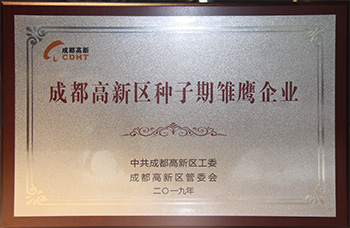 成都高新
CDHT
成都高新区种子期雏鹰企业
中共成都高新区工委
成都高新区管委会
二〇一九年